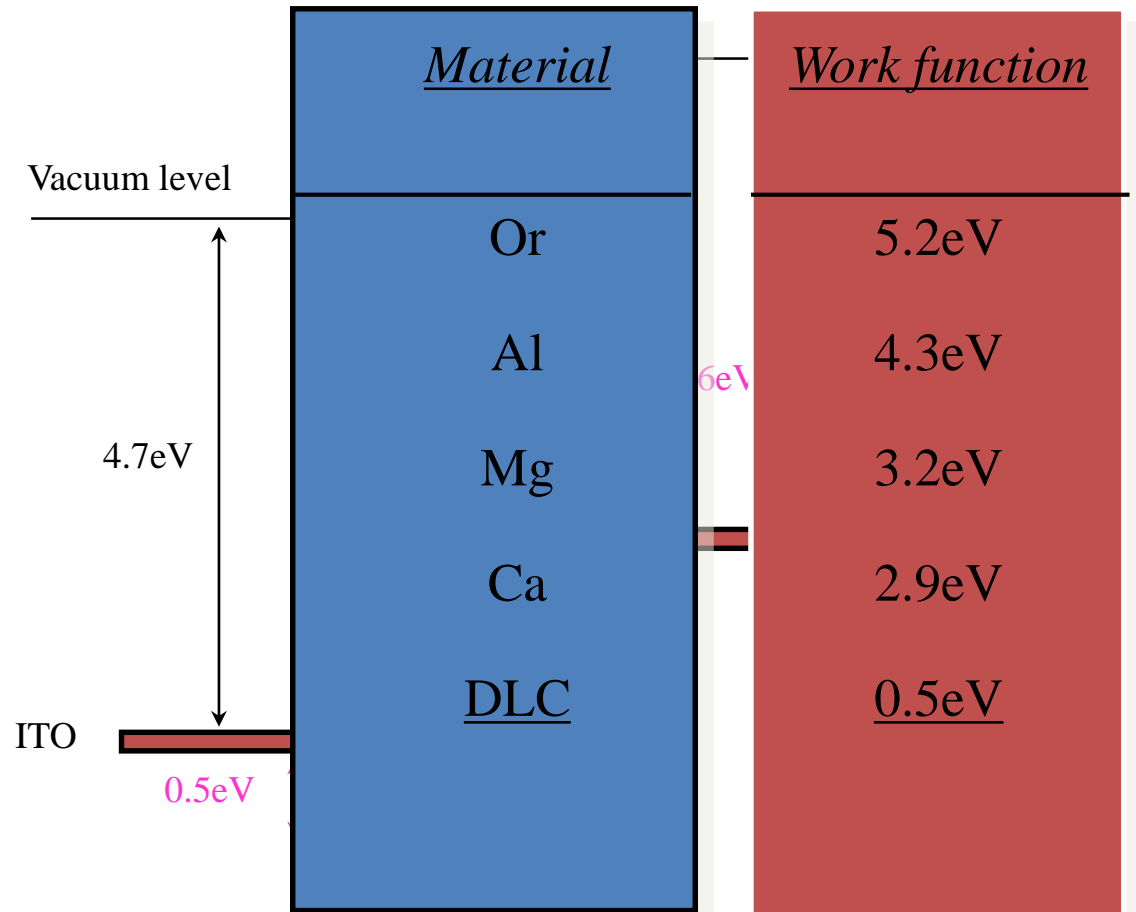 Material Work function
Vacuum level
Or 5.2eV
Al 4.3eV
6eV
4.7eV
Mg 3.2eV
Ca 2.9eV
DLC 0.5eV
ITO
0.5eV